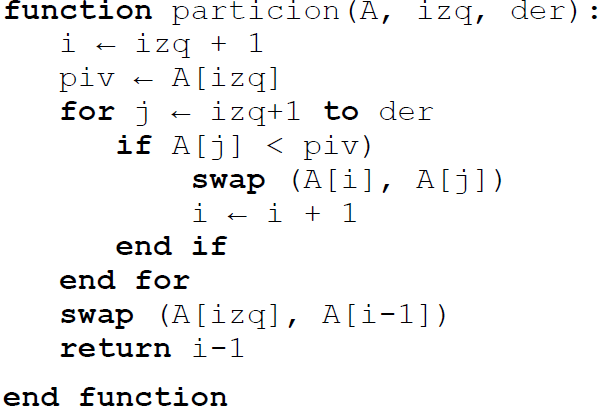 function particion(A, izq, der):
i ← izq + 1
piv ← A[izq]
for j ← izq+1 to der
if A[j] < piv)
swap (A[i], A[j])
i ← i + 1
end if
end for
swap (A[izq], A[i-1])
return i-1
end function